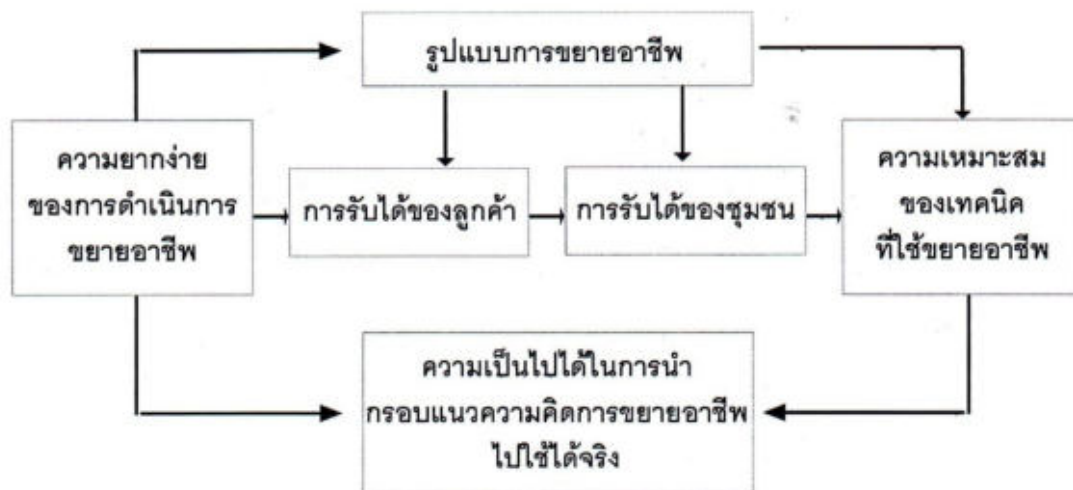 รูปแบบการขยายอาชีพ
ความยากง่าย
ของการดำเนินการ
ขยายอาชีพ
การรับได้ของลูกค้า
การรับได้ของชุมชน
ความเหมาะสม
ของเทคนิค
ที่ใช้ขยายอาชีพ
ความเป็นไปได้ในการนำ
กรอบแนวความคิดการขยายอาชีพ
ไปใช้ได้จริง